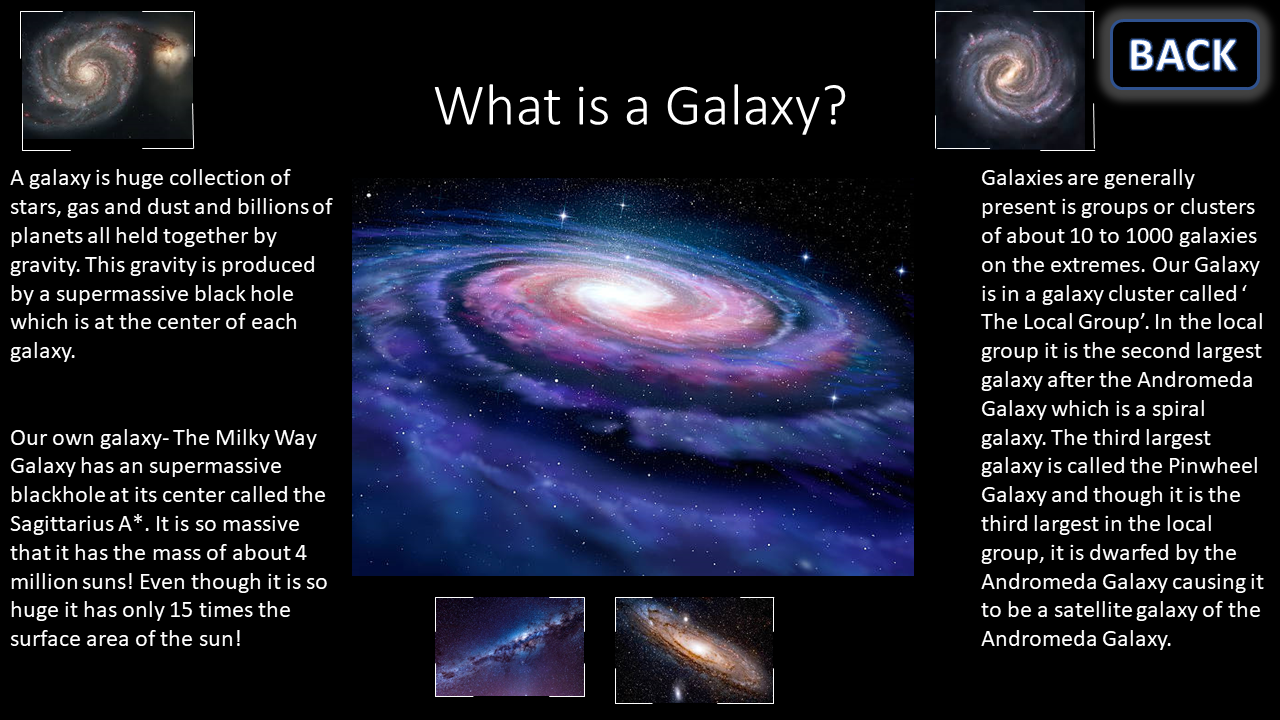 BACK
What is a Galaxy?
A galaxy is huge collection of
stars, gas and dust and billions of
planets all held together by
gravity. This gravity is produced
by a supermassive black hole
which is at the center of each
galaxy.
Our own galaxy- The Milky Way
Galaxy has an supermassive
blackhole at its center called the
Sagittarius A*. It is so massive
that it has the mass of about 4
million suns! Even though it is so
huge it has only 15 times the
surface area of the sun!
Galaxies are generally
present is groups or clusters
of about 10 to 1000 galaxies
on the extremes. Our Galaxy
is in a galaxy cluster called ‘
The Local Group’. In the local
group it is the second largest
galaxy after the Andromeda
Galaxy which is a spiral
galaxy. The third largest
galaxy is called the Pinwheel
Galaxy and though it is the
third largest in the local
group, it is dwarfed by the
Andromeda Galaxy causing it
to be a satellite galaxy of the
Andromeda Galaxy.